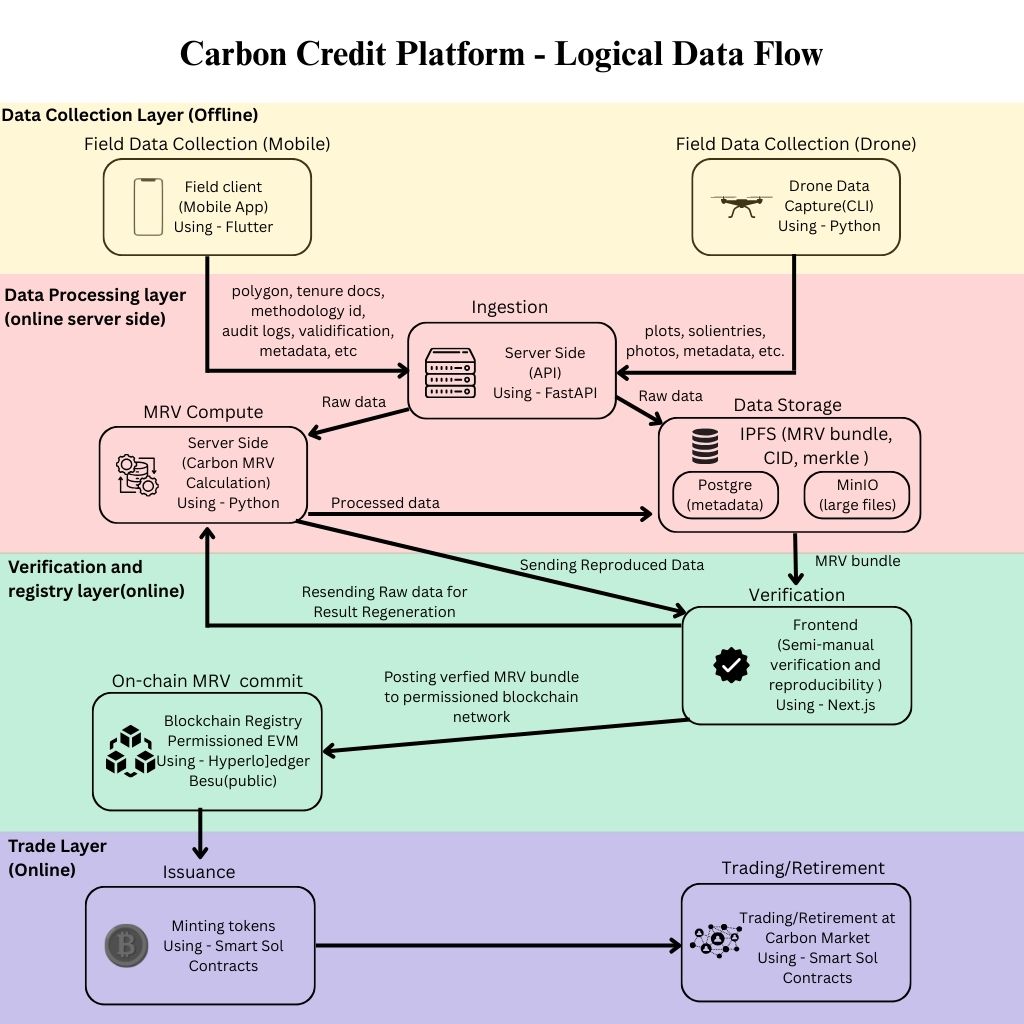 Carbon Credit Platform - Logical Data Flow
Data Collection Layer (Offline)
Field Data Collection (Mobile)
Field client
(Mobile App)
Using - Flutter
Field Data Collection (Drone)
Drone Data
Capture(CLI)
Using - Python
Data Processing layer
(online server side)
polygon, tenure docs,
methodology id,
audit logs, validification,
metadata, etc
Ingestion
Server Side
(API)
Using - FastAPI
plots, solientries,
photos, metadata, etc.
Raw data
Raw data
MRV Compute
Server Side
(Carbon MRV
Calculation)
Using - Python
Data Storage
IPFS (MRV bundle,
CID, merkle )
Postgre
(metadata)
MinIO
(large files)
Processed data
Verification and
registry layer(online)
Sending Reproduced Data
MRV bundle
Resending Raw data for
Result Regeneration
Verification
Frontend
(Semi-manual
verification and
reproducibility )
Using - Next.js
Posting verfied MRV bundle
to permissioned blockchain
network
On-chain MRV commit
Blockchain Registry
Permissioned EVM
Using - Hyperlo]edger
Besu(public)
Trade Layer
(Online)
Issuance
Minting tokens
Using - Smart Sol
Contracts
Trading/Retirement
Trading/Retirement at
Carbon Market
Using - Smart Sol
Contracts